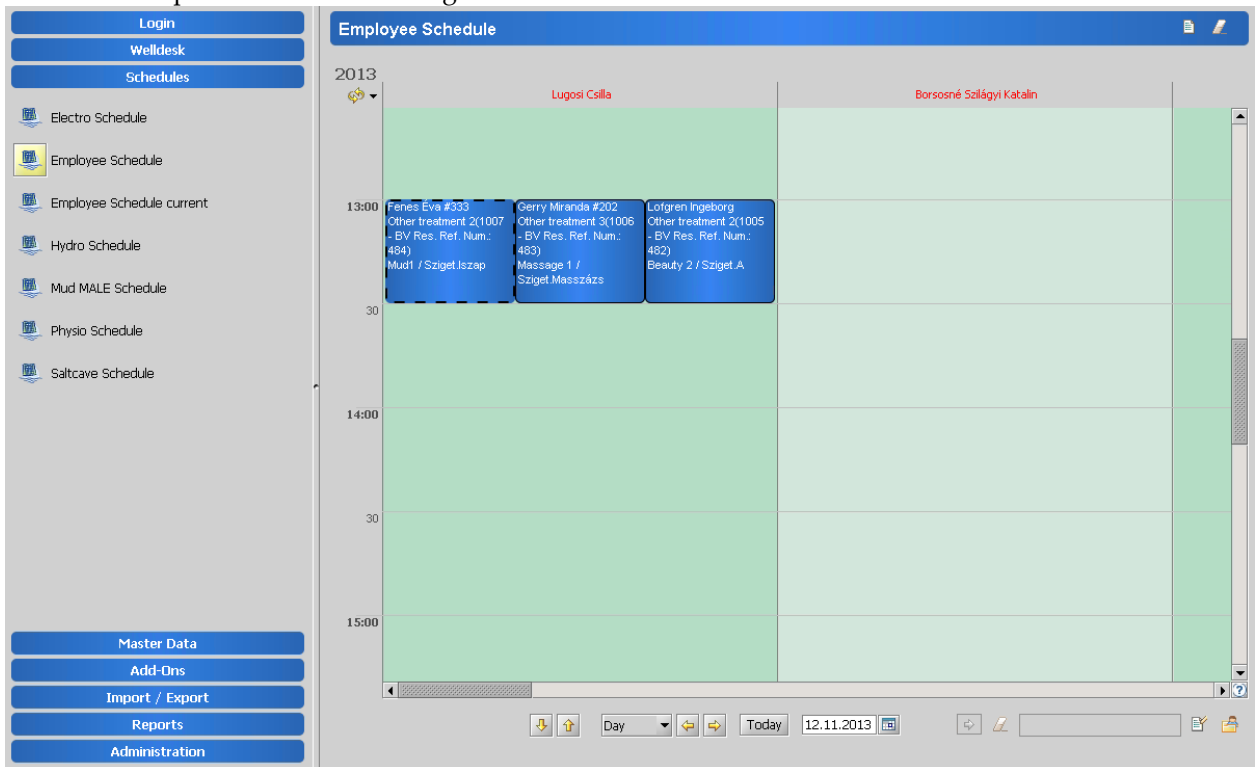 Login
Welldesk
Schedules
Electro Schedule
Employee Schedule
Employee Schedule current
Hydro Schedule
Mud MALE Schedule
Physio Schedule
Saltcave Schedule
Master Data
Add-Ons
Import / Export
Reports
Administration
Employee Schedule
2013
Lugosi Csilla
Borsosné Szilágyi Katalin
13:00
Fenes Éva #333
Other treatment 2(1007
- BV Res. Ref. Num.:
484)
Mud1 / Sziget.Iszap
Gerry Miranda #202
Other treatment 3(1006
- BV Res. Ref. Num.:
483)
Massage 1 /
Sziget.Masszázs
Lofgren Ingeborg
Other treatment 2(1005
- BV Res. Ref. Num.:
482)
Beauty 2 / Sziget.A
30
14:00
30
15:00
Day
Today
12.11.2013